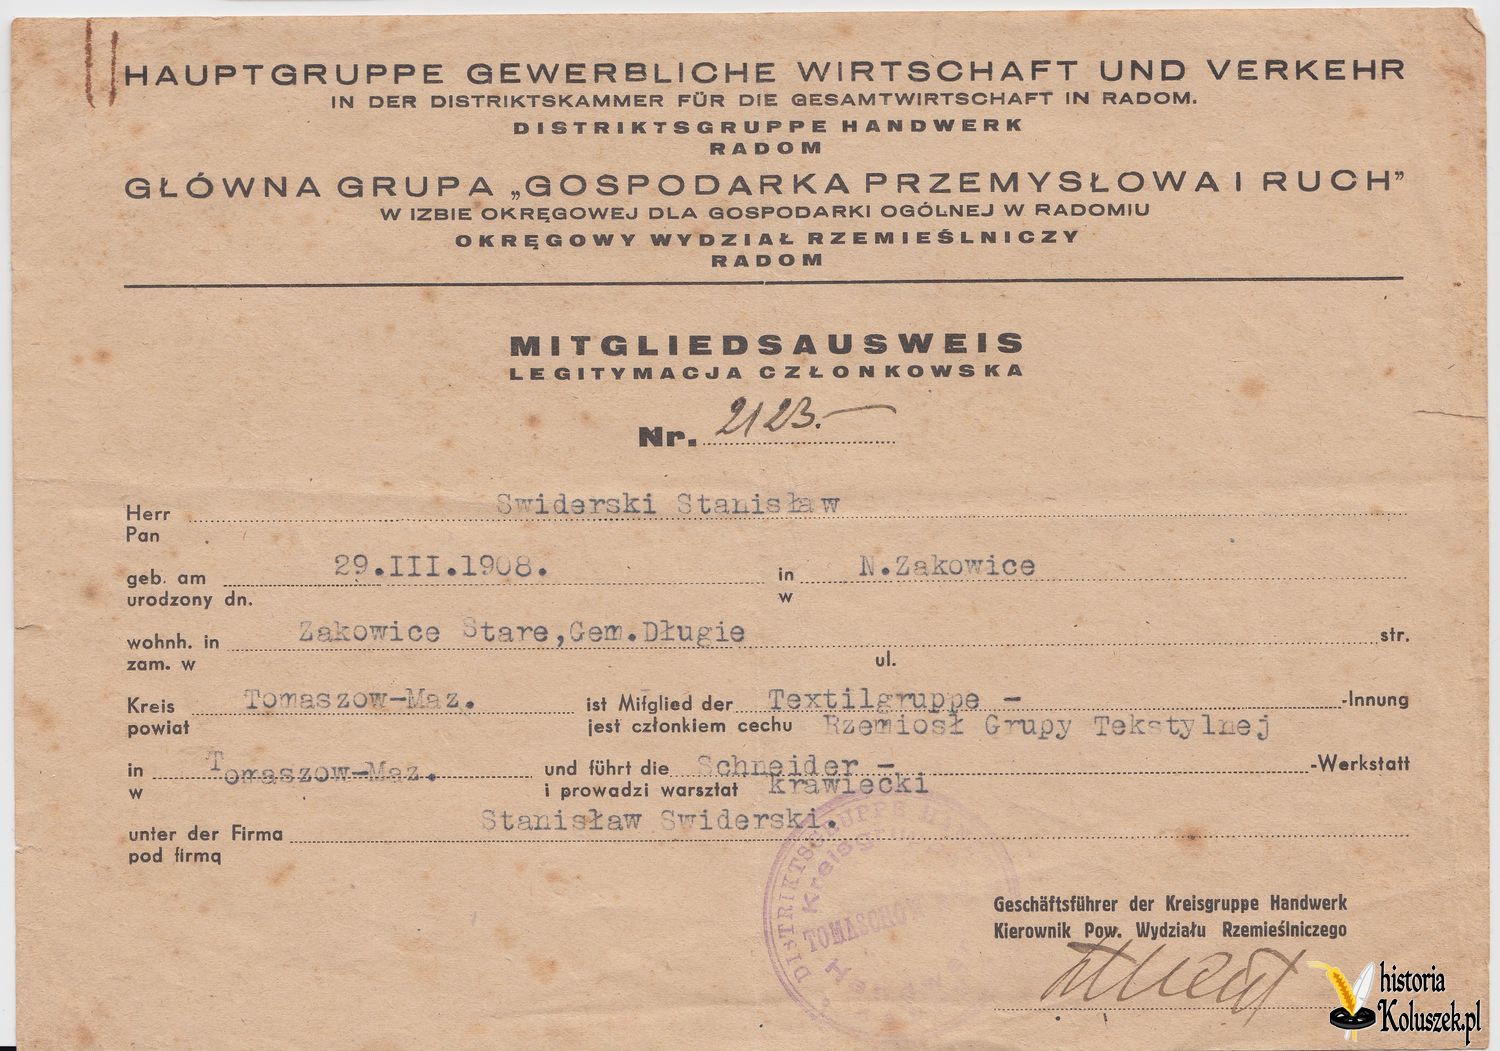 HAUPTGRUPPE GEWERBLICHE WIRTSCHAFT UND VERKEHR
IN DER DISTRIKTSKAMMER FÜR DIE GESAMTWIRTSCHAFT IN RADOM.
DISTRIKTSGRUPPE HANDWERK
RADOM
GŁÓWNA GRUPA „GOSPODARKA PRZEMYSŁOWA I RUCH”
W IZBIE OKRĘGOWEJ DLA GOSPODARKI OGÓLNEJ W RADOMIU
OKRĘGOWY WYDZIAŁ RZEMIEŚLNICZY
RADOM
MITGLIEDSAUSWEIS
LEGITYMACJA CZŁONKOWSKA
Nr. 2123.—
Herr Swiderski Stanisław
Pan
geb. am 29.III.1908. in N.Zakowice
urodzony dn. w
wohnh. in Zakowice Stare,Gem.Długie str.
zam. w ul.
Kreis Tomaszow-Maz. ist Mitglied der Textilgruppe - -Innung
powiat jest członkiem cechu Rzemiosł Grupy Tekstylnej
in Tomaszow-Maz. und führt die Schneider - -Werkstatt
w i prowadzi warsztat krawiecki
unter der Firma Stanisław Swiderski.
pod firmą
DISTRIKTSGRUPPE
Kreisgruppe
TOMASCHOW
Geschäftsführer der Kreisgruppe Handwerk
Kierownik Pow. Wydziału Rzemieślniczego
historia
Koluszek.pl